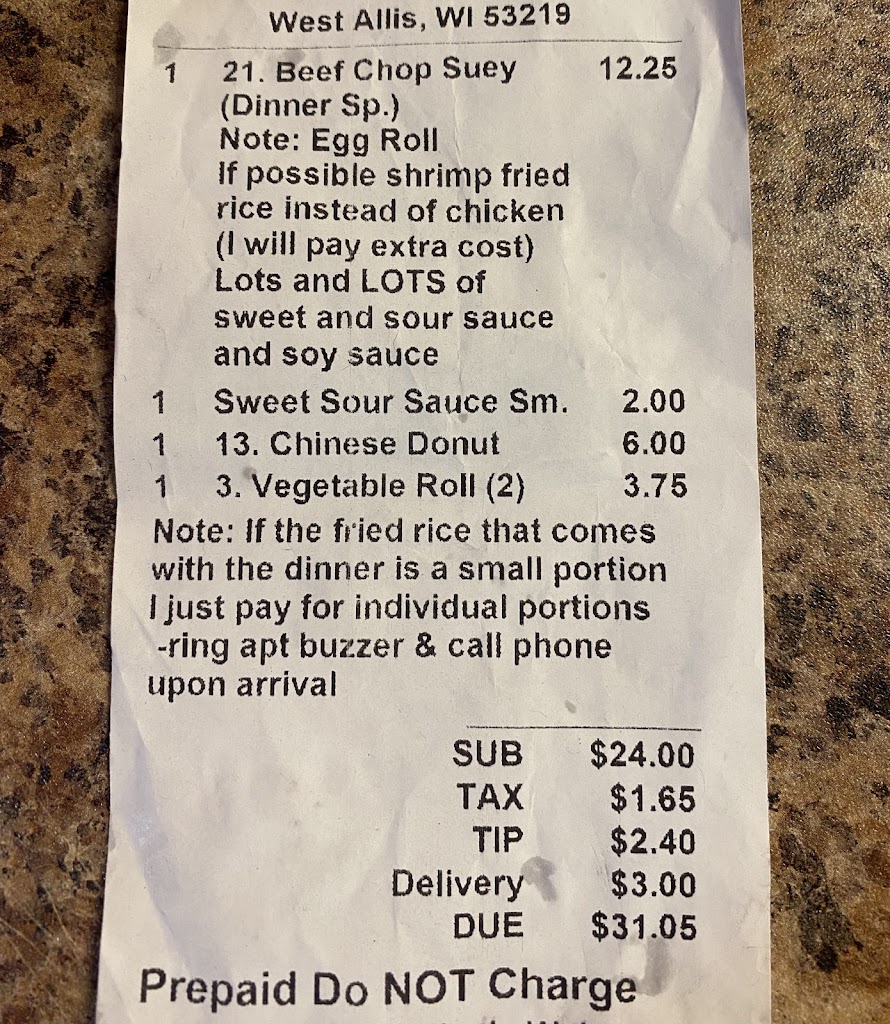 West Allis, WI 53219
1 21. Beef Chop Suey 12.25
(Dinner Sp.)
Note: Egg Roll
If possible shrimp fried
rice instead of chicken
(I will pay extra cost)
Lots and LOTS of
sweet and sour sauce
and soy sauce
1 Sweet Sour Sauce Sm. 2.00
1 13. Chinese Donut 6.00
1 3. Vegetable Roll (2) 3.75
Note: If the fried rice that comes
with the dinner is a small portion
I just pay for individual portions
-ring apt buzzer & call phone
upon arrival
SUB $24.00
TAX $1.65
TIP $2.40
Delivery $3.00
DUE $31.05
Prepaid Do NOT Charge